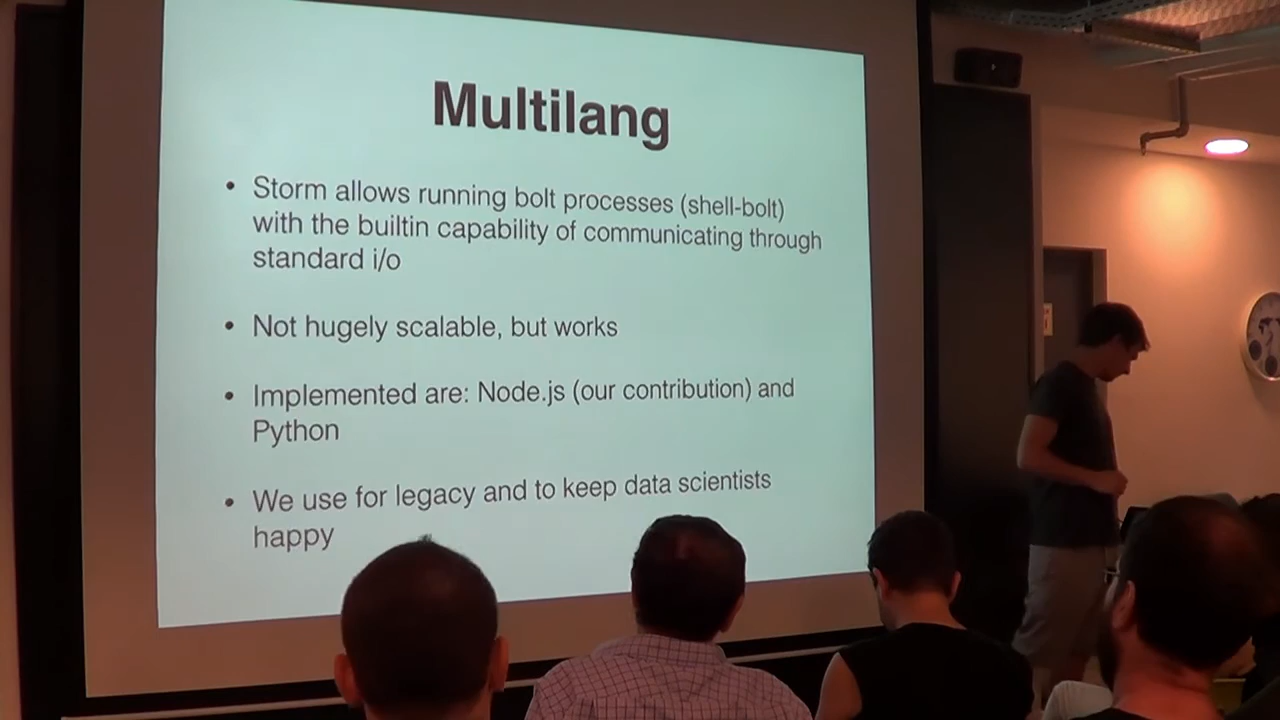 Multilang
• Storm allows running bolt processes (shell-bolt)
with the builtin capability of communicating through
standard i/o
• Not hugely scalable, but works
• Implemented are: Node.js (our contribution) and
Python
• We use for legacy and to keep data scientists
happy